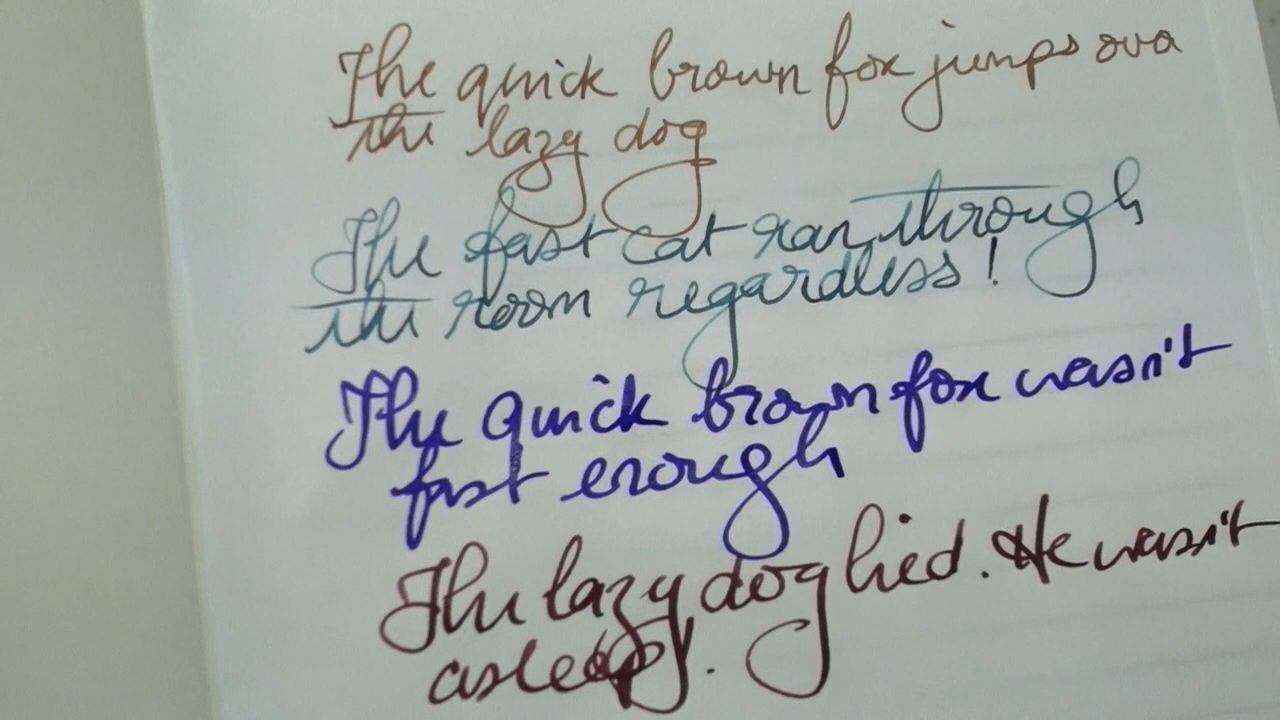 The quick brown fox jumps over
the lazy dog
The fast cat ran through
the room regardless!
The quick brown fox wasn't
fast enough
The lazy dog lied. He wasn't
asleep.